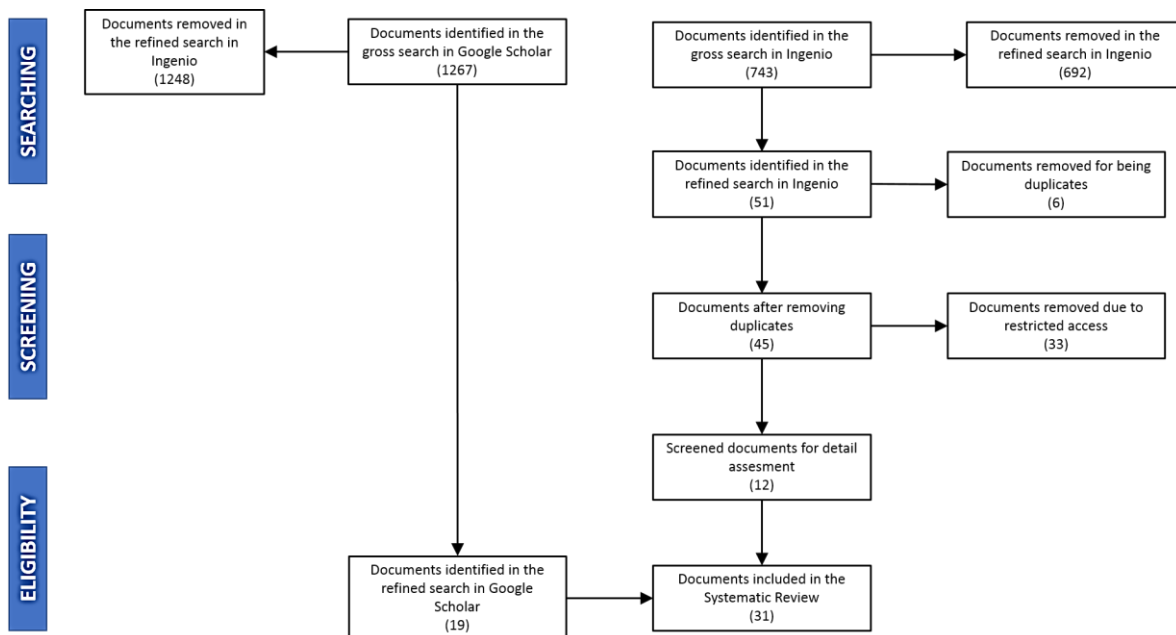 SEARCHING
Documents removed in
the refined search in
Ingenio
(1248)
Documents identified in
the gross search in Google Scholar
(1267)
Documents identified in the
gross search in Ingenio
(743)
Documents removed in the
refined search in Ingenio
(692)
Documents identified in the
refined search in Ingenio
(51)
Documents removed for being
duplicates
(6)
SCREENING
Documents after removing
duplicates
(45)
Documents removed due to
restricted access
(33)
Screened documents for detail
assesment
(12)
ELIGIBILITY
Documents identified in the
refined search in Google
Scholar
(19)
Documents included in the
Systematic Review
(31)